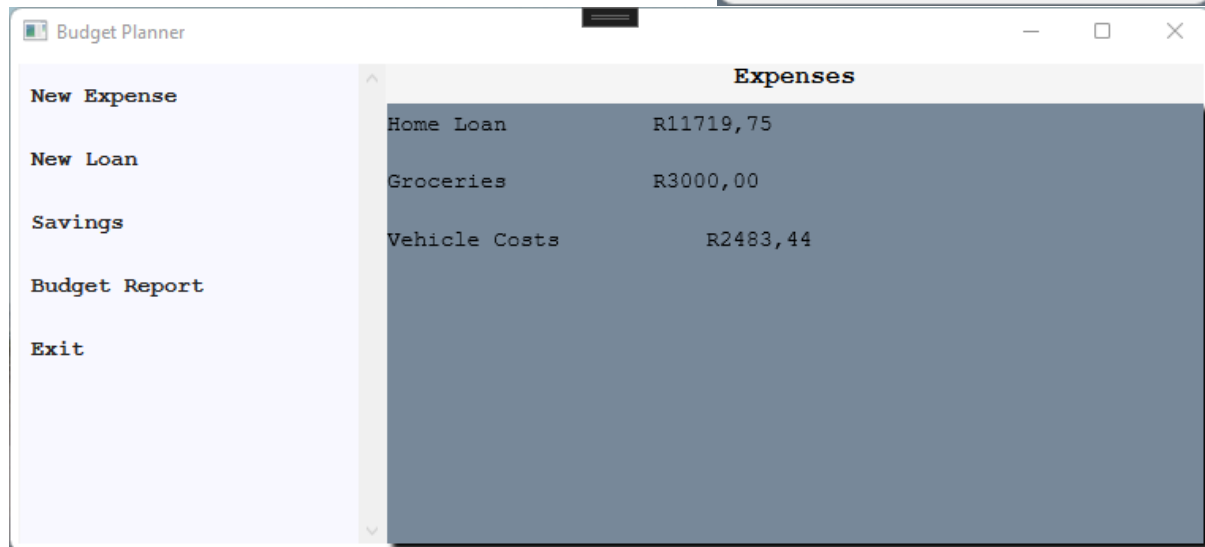 Budget Planner
New Expense
New Loan
Savings
Budget Report
Exit
Expenses
Home Loan R11719,75
Groceries R3000,00
Vehicle Costs R2483,44